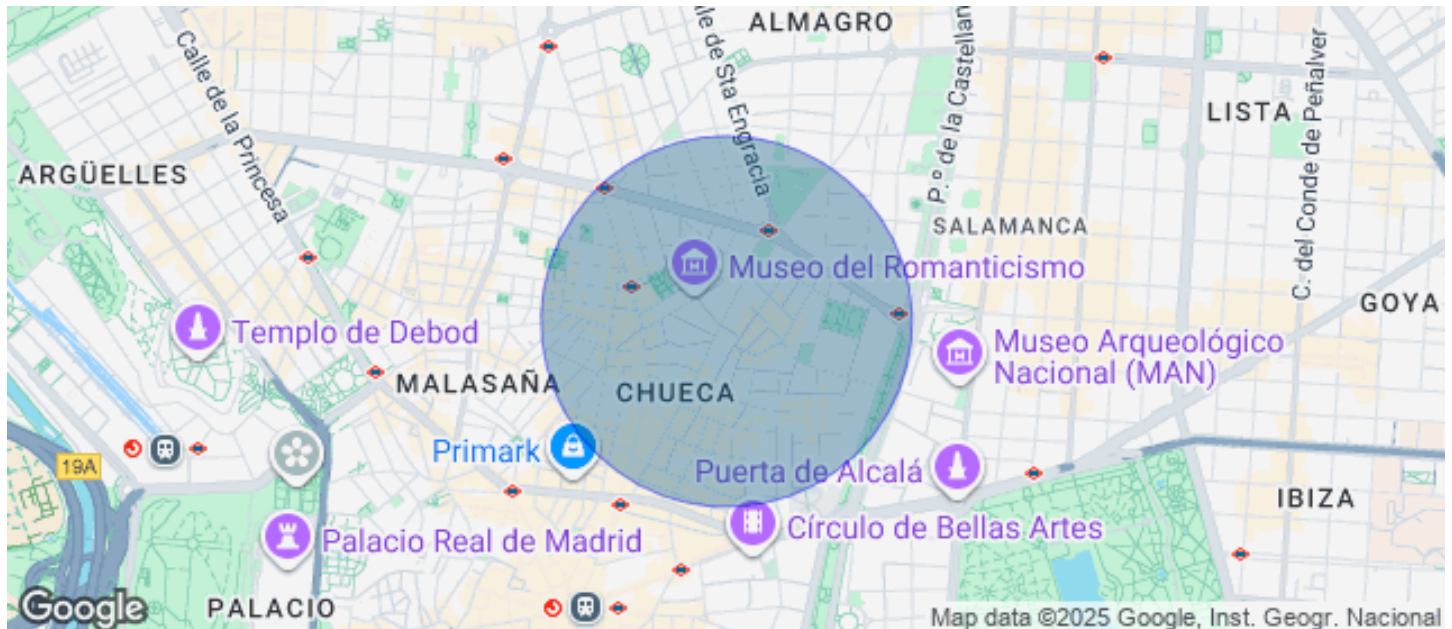 ALMAGRO
Calle de la Princesa
le de Sta Engracia
P.º de la Castellan
LISTA
C. del Conde de Peñalver
ARGÜELLES
SALAMANCA
Museo del Romanticismo
GOYA
Templo de Debod
Museo Arqueológico
Nacional (MAN)
MALASAÑA
CHUECA
Primark
19A
Puerta de Alcalá
IBIZA
Círculo de Bellas Artes
Palacio Real de Madrid
PALACIO
Google
Map data ©2025 Google, Inst. Geogr. Nacional